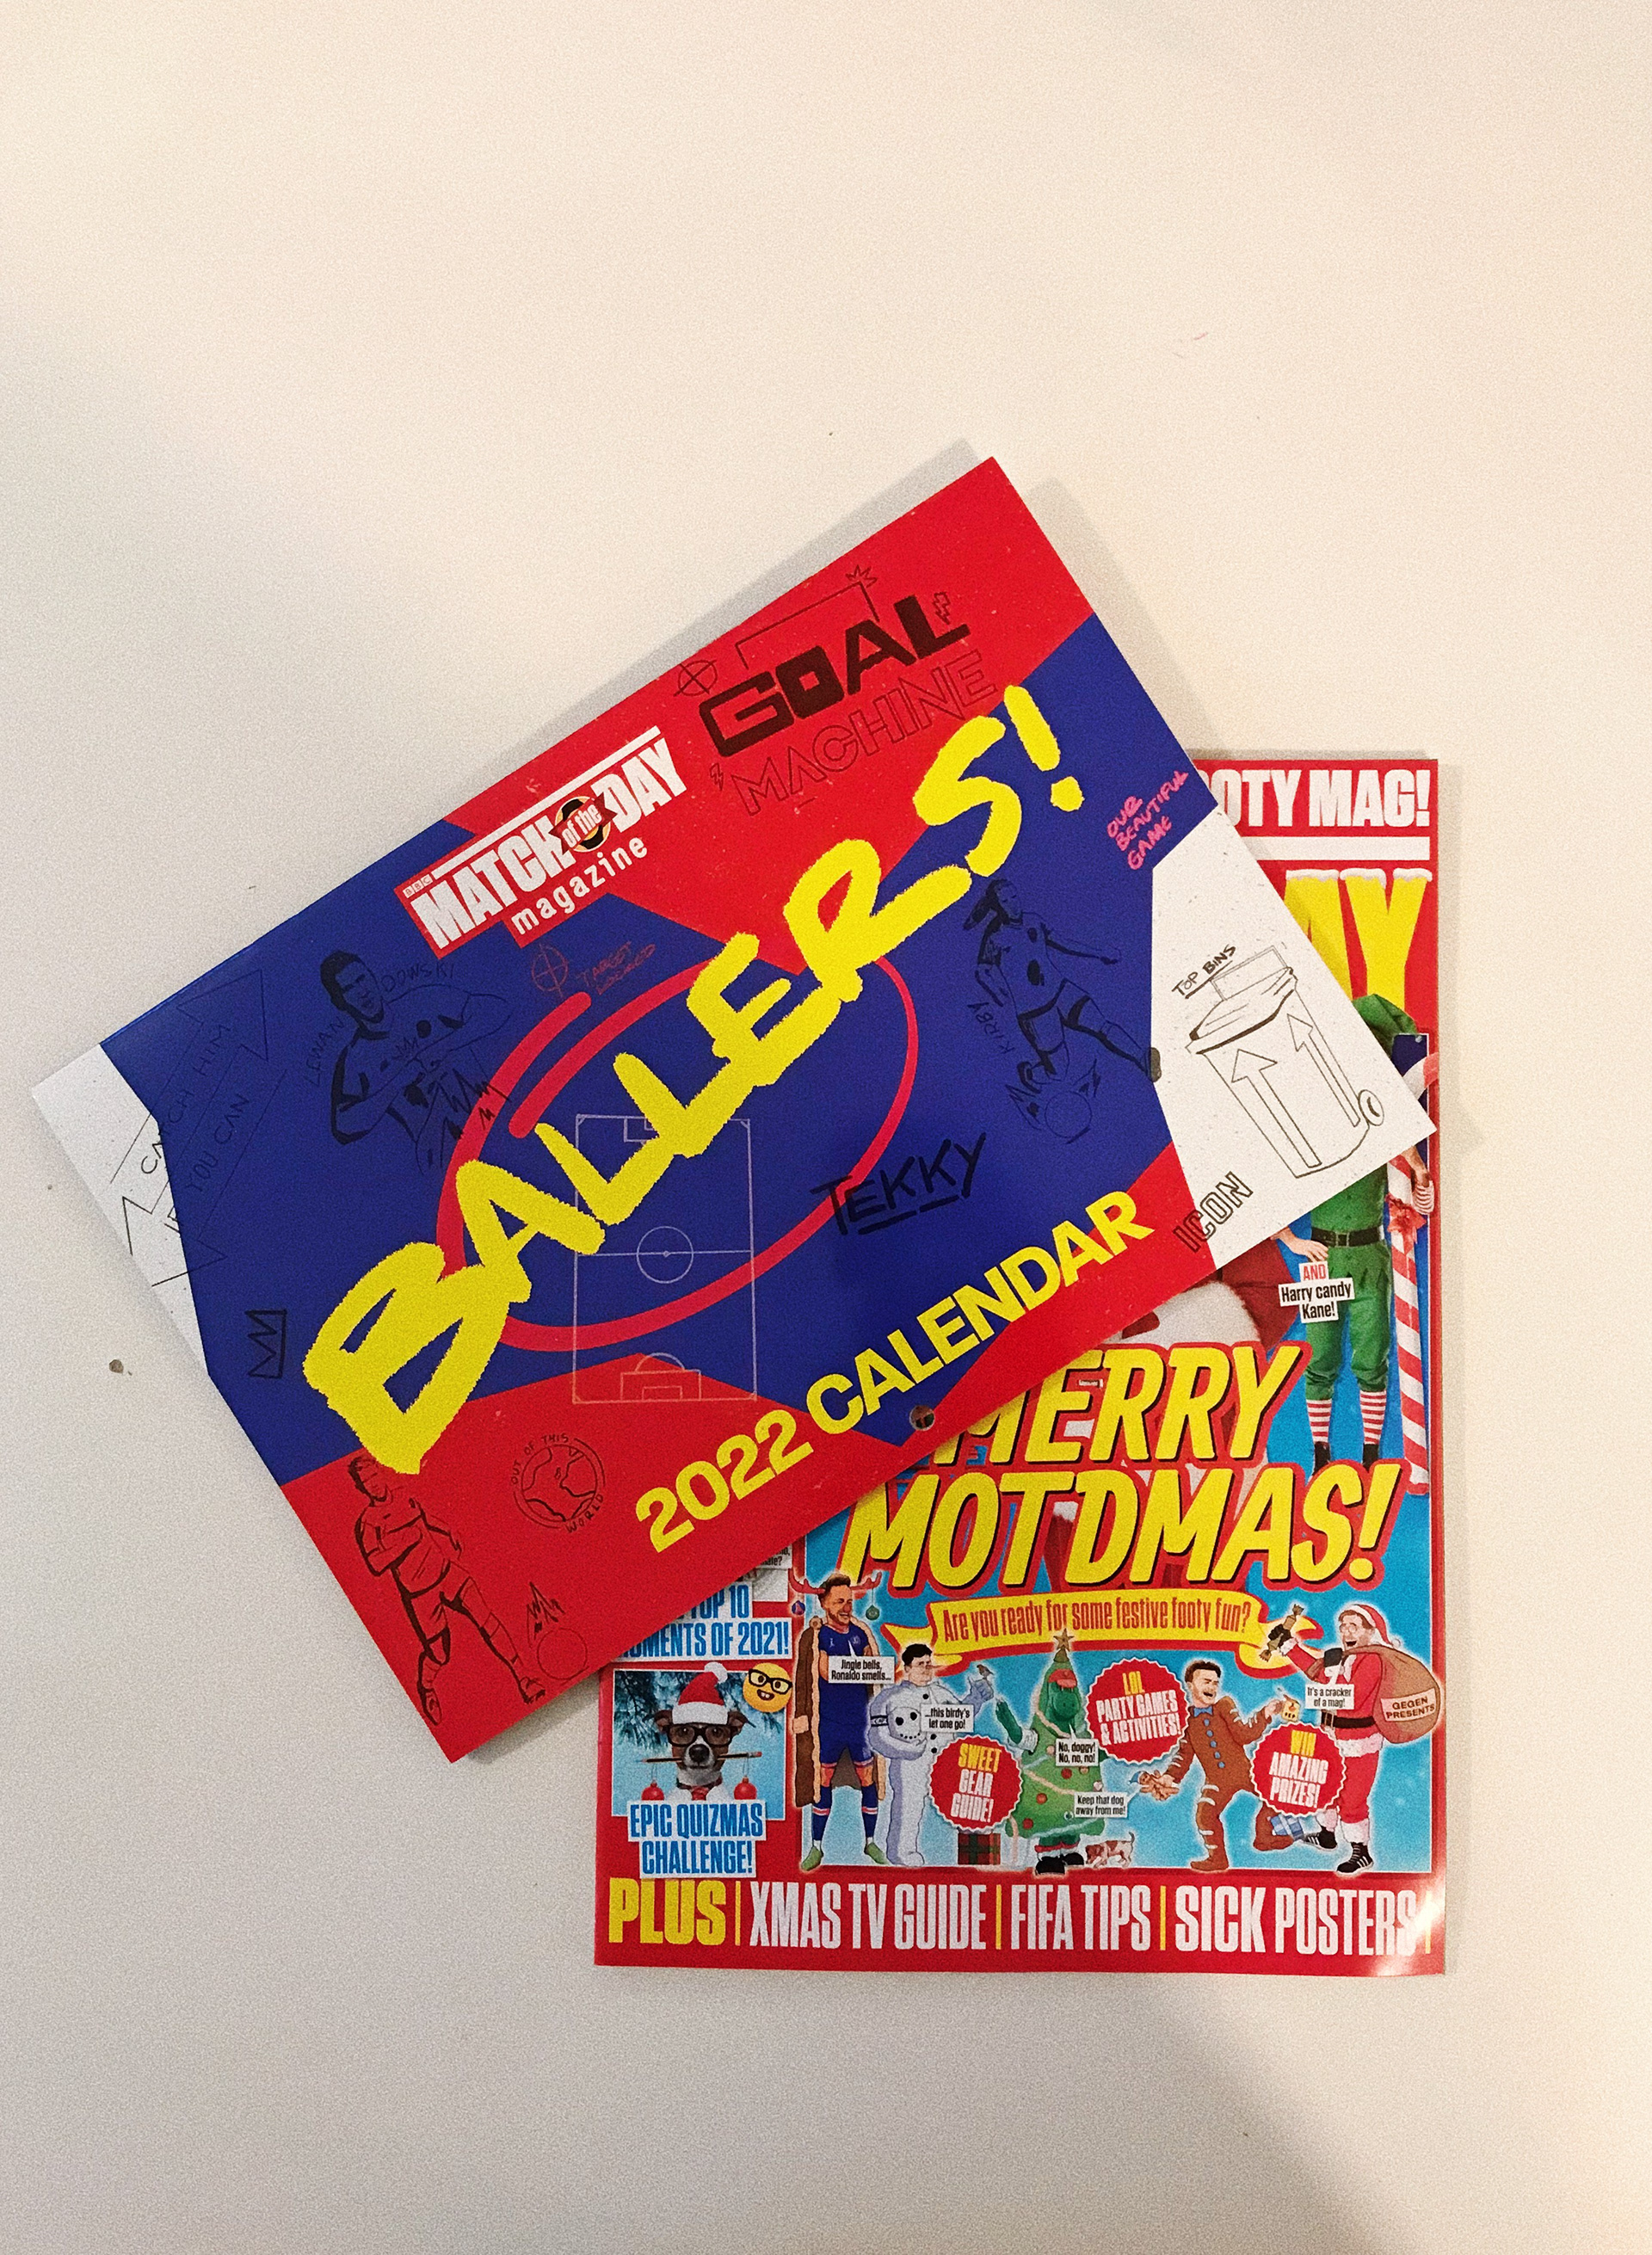 GOAL
MACHINE
BBC
MATCH
of the
DAY
magazine
BALLERS!
OUR
BEAUTIFUL
GAME
TARGET
LOCKED
LEWAN
DOWSKI
KIRBY
TOP BINS
CATCH HIM
IF YOU CAN
TEKKY
ICON
2022 CALENDAR
OUT OF THIS
WORLD
OTY MAG!
AY
AND
Harry candy
Kane!
MERRY
MOTDMAS!
Are you ready for some festive footy fun?
TOP 10
MENTS OF 2021!
Jingle bells,
Ronaldo smells...
...this birdy's
let one go!
No, doggy!
No, no, no!
Keep that dog
away from me!
It's a cracker
of a mag!
GEGEN
PRESENTS
SWEET
GEAR
GUIDE!
LOL
PARTY GAMES
& ACTIVITIES!
WIN
AMAZING
PRIZES!
EPIC QUIZMAS
CHALLENGE!
PLUS | XMAS TV GUIDE | FIFA TIPS | SICK POSTERS